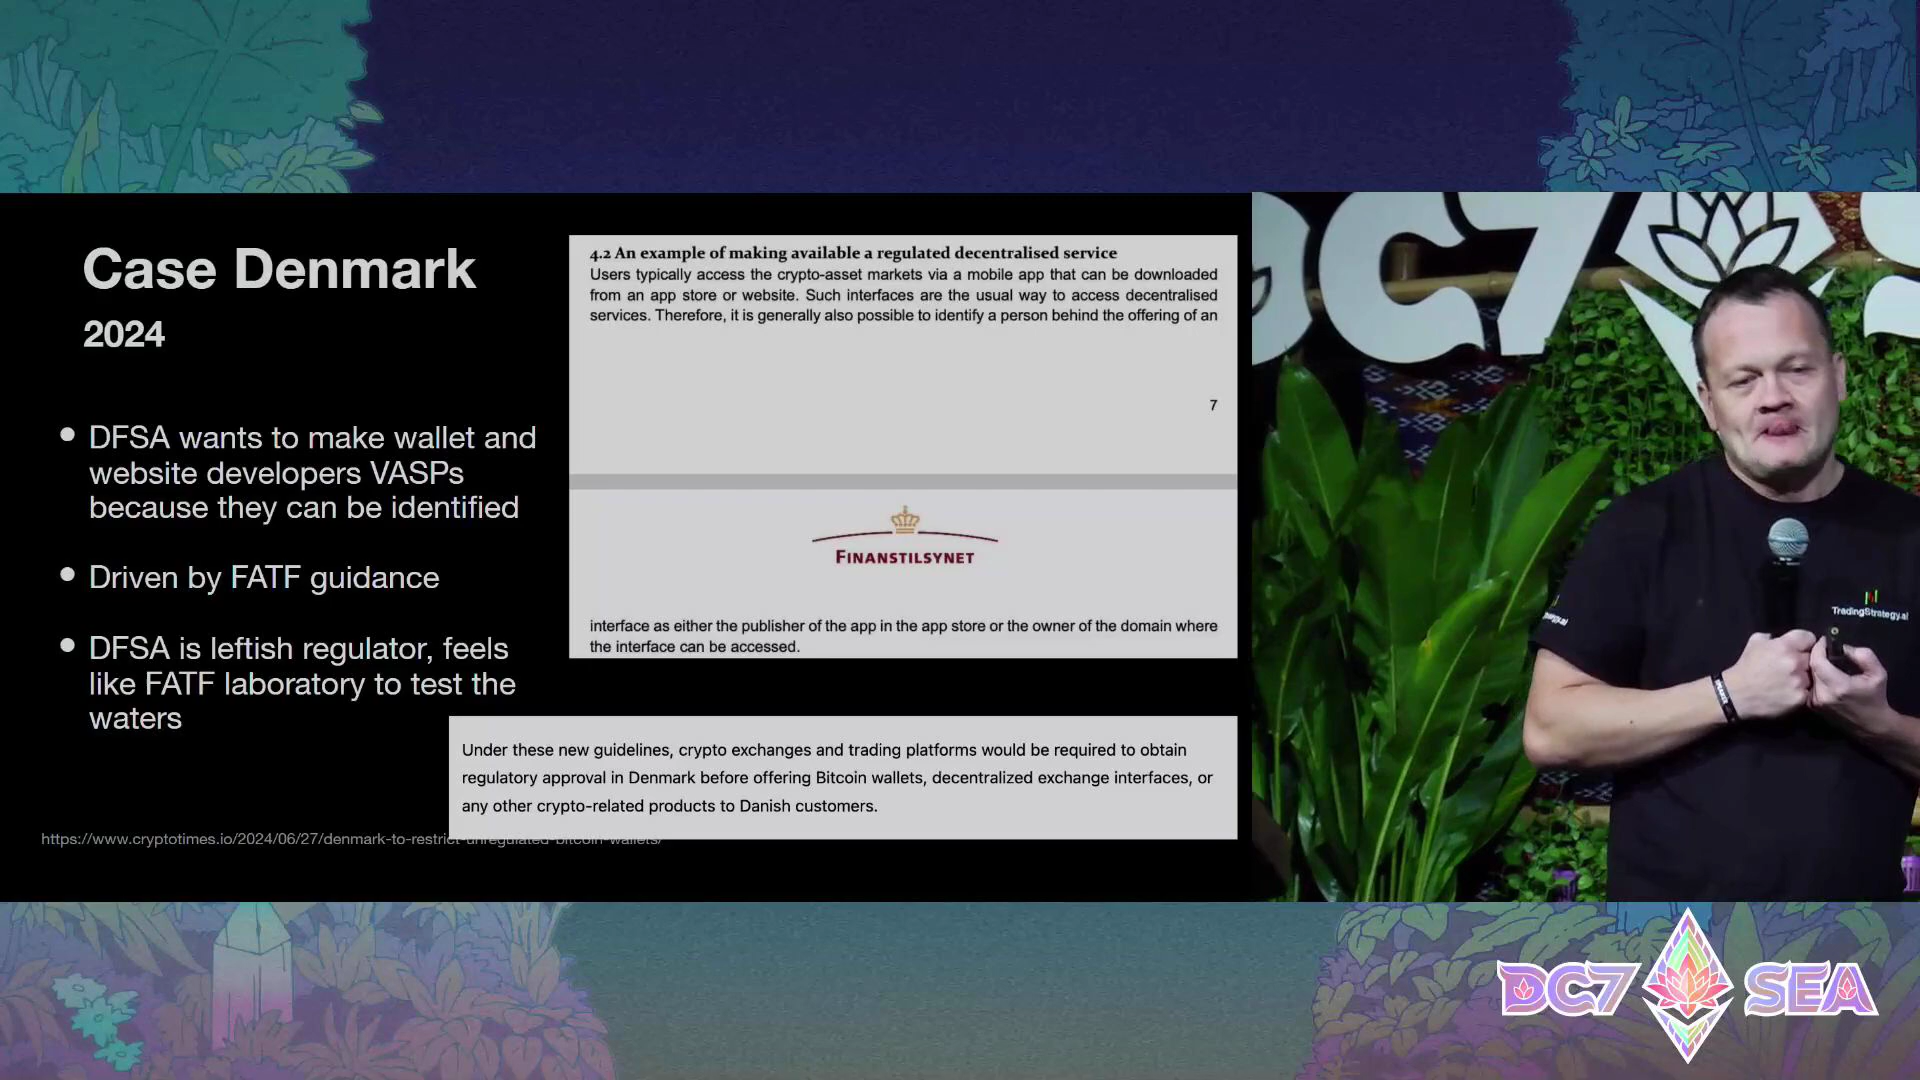 Case Denmark
2024
DFSA wants to make wallet and
website developers VASPs
because they can be identified
Driven by FATF guidance
DFSA is leftish regulator, feels
like FATF laboratory to test the
waters
4.2 An example of making available a regulated decentralised service
Users typically access the crypto-asset markets via a mobile app that can be downloaded
from an app store or website. Such interfaces are the usual way to access decentralised
services. Therefore, it is generally also possible to identify a person behind the offering of an
7
FINANSTILSYNET
interface as either the publisher of the app in the app store or the owner of the domain where
the interface can be accessed.
Under these new guidelines, crypto exchanges and trading platforms would be required to obtain
regulatory approval in Denmark before offering Bitcoin wallets, decentralized exchange interfaces, or
any other crypto-related products to Danish customers.
https://www.cryptotimes.io/2024/06/27/denmark-to-restrict-unregulated-bitcoin-wallets/
DC7 S
TradingStrategy.ai
DC7 SEA